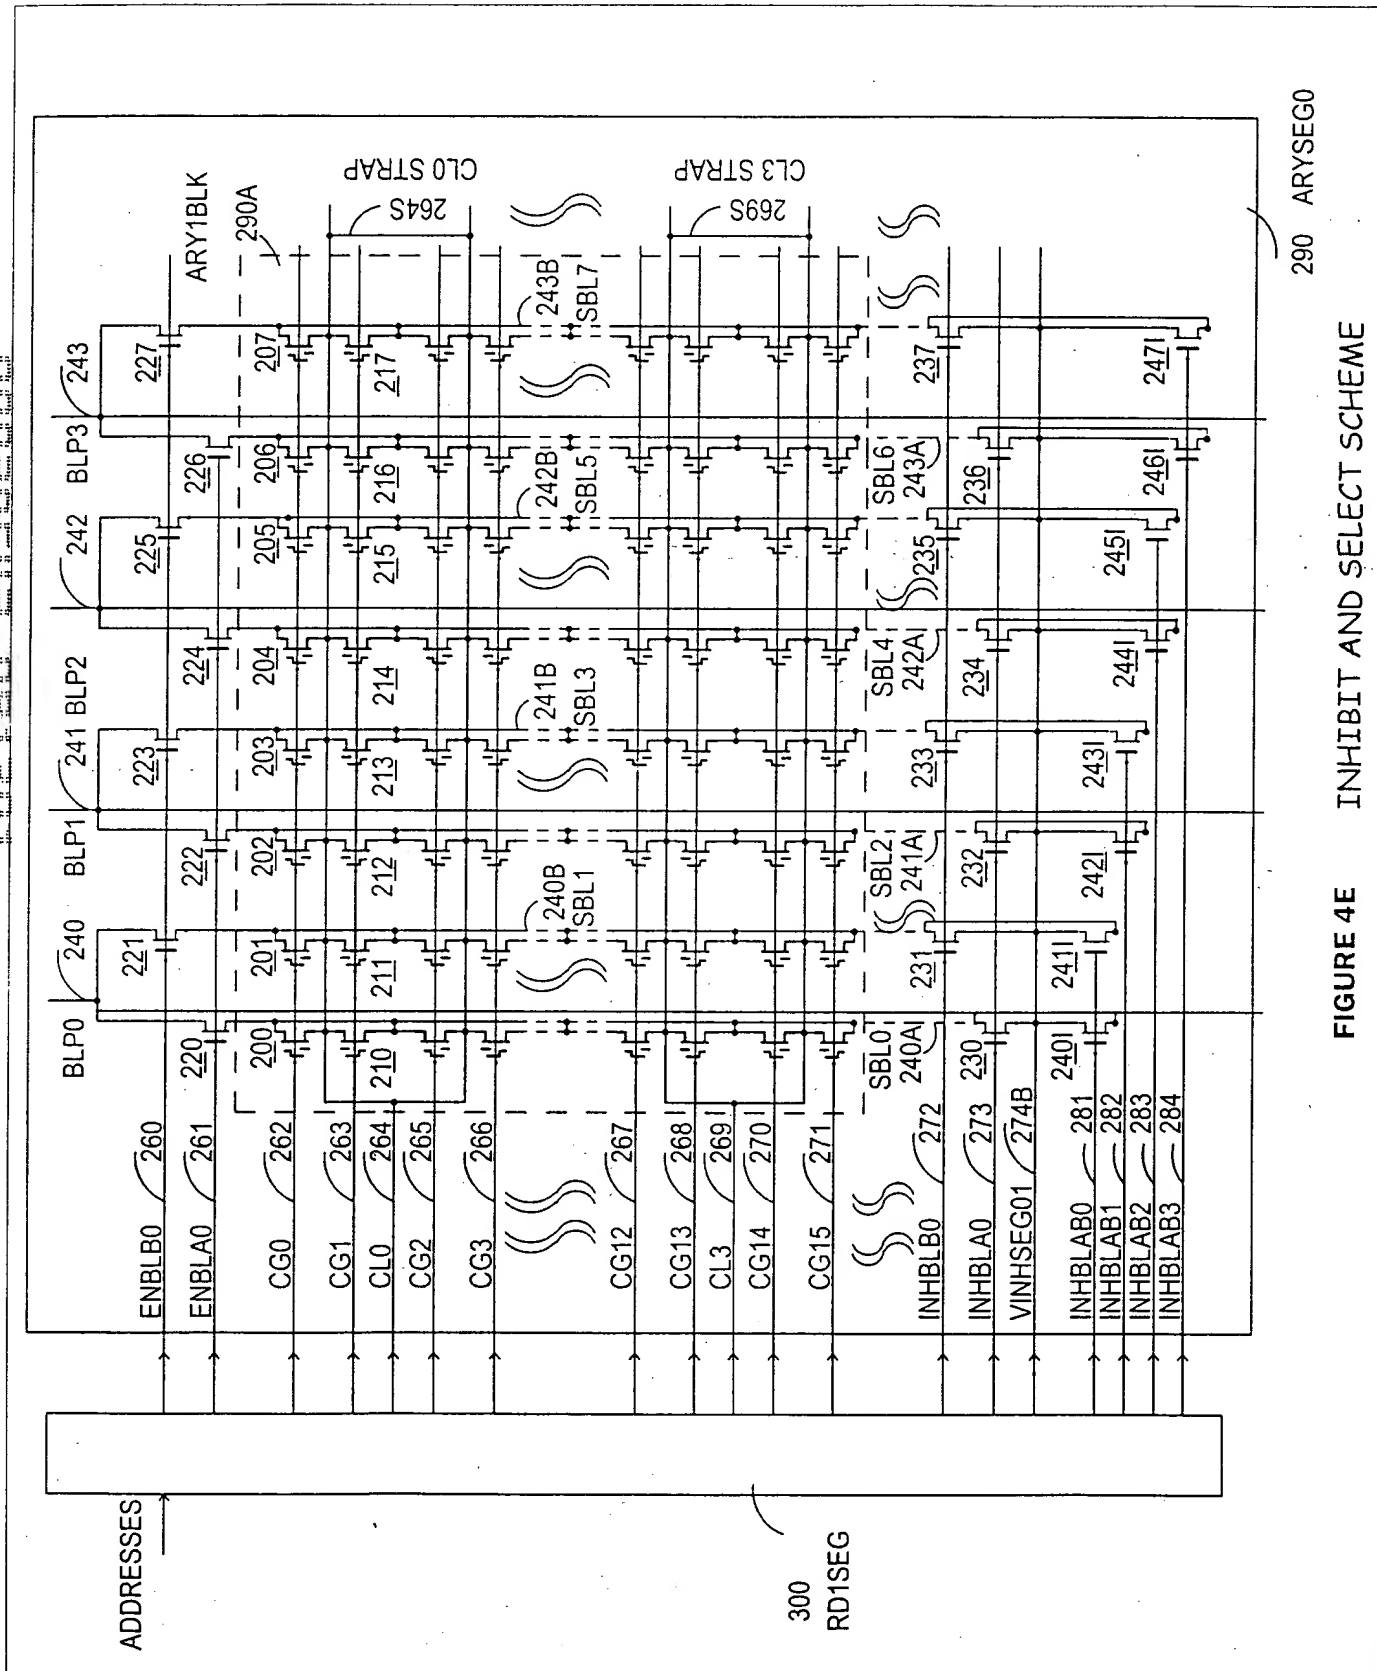 ADDRESSES
300
RD1SEG
BLP0
240
BLP1
241
BLP2
242
BLP3
243
ENBLB0
260
221
223
225
227
ARY1BLK
ENBLA0
261
220
222
224
226
290A
CG0
262
200
201
202
203
204
205
206
207
CG1
263
CL0
264
210
211
212
213
214
215
216
217
264S
CL0 STRAP
CG2
265
CG3
266
240B
SBL1
241B
SBL3
242B
SBL5
243B
SBL7
CG12
267
CG13
268
CL3
269
269S
CL3 STRAP
CG14
270
CG15
271
SBL0
240A
SBL2
241A
SBL4
242A
SBL6
243A
INHBLB0
272
231
233
235
237
INHBLA0
273
230
232
234
236
VINHSEG01
274B
INHBLAB0
281
240I
241I
INHBLAB1
282
242I
243I
INHBLAB2
283
244I
245I
INHBLAB3
284
246I
247I
290 ARYSEG0
FIGURE 4E INHIBIT AND SELECT SCHEME